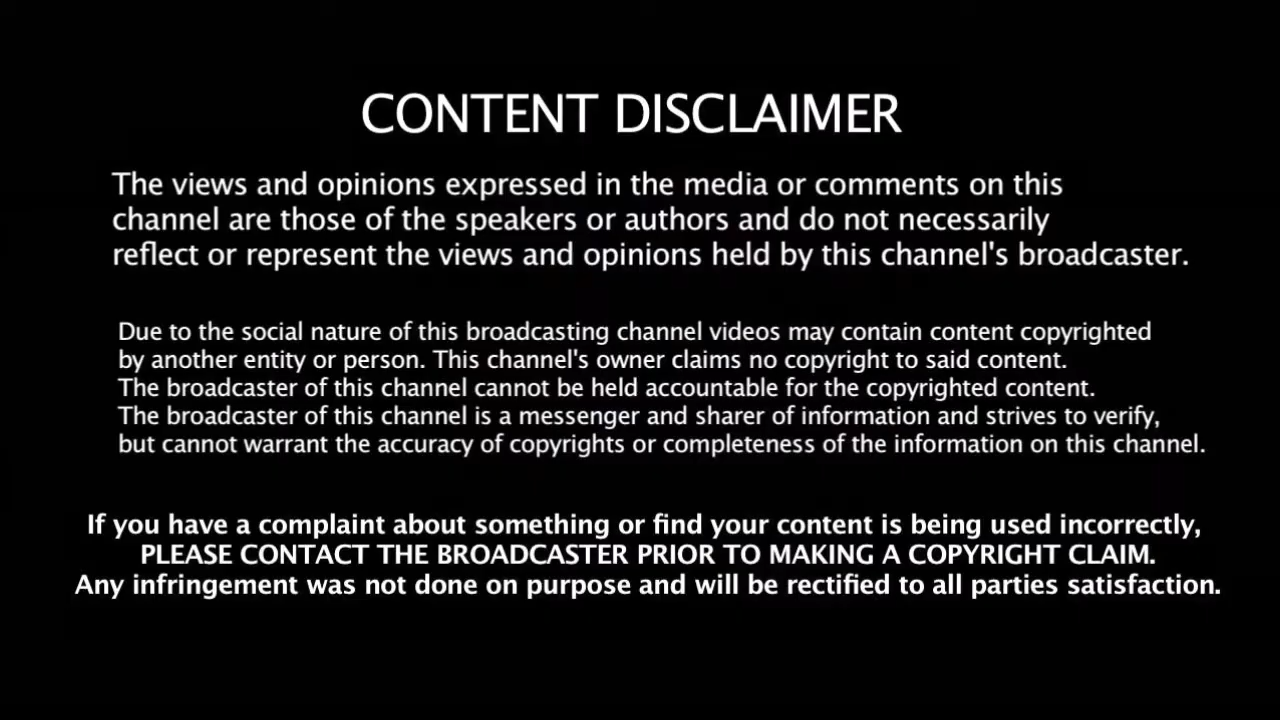 CONTENT DISCLAIMER
The views and opinions expressed in the media or comments on this
channel are those of the speakers or authors and do not necessarily
reflect or represent the views and opinions held by this channel's broadcaster.
Due to the social nature of this broadcasting channel videos may contain content copyrighted
by another entity or person. This channel's owner claims no copyright to said content.
The broadcaster of this channel cannot be held accountable for the copyrighted content.
The broadcaster of this channel is a messenger and sharer of information and strives to verify,
but cannot warrant the accuracy of copyrights or completeness of the information on this channel.
If you have a complaint about something or find your content is being used incorrectly,
PLEASE CONTACT THE BROADCASTER PRIOR TO MAKING A COPYRIGHT CLAIM.
Any infringement was not done on purpose and will be rectified to all parties satisfaction.